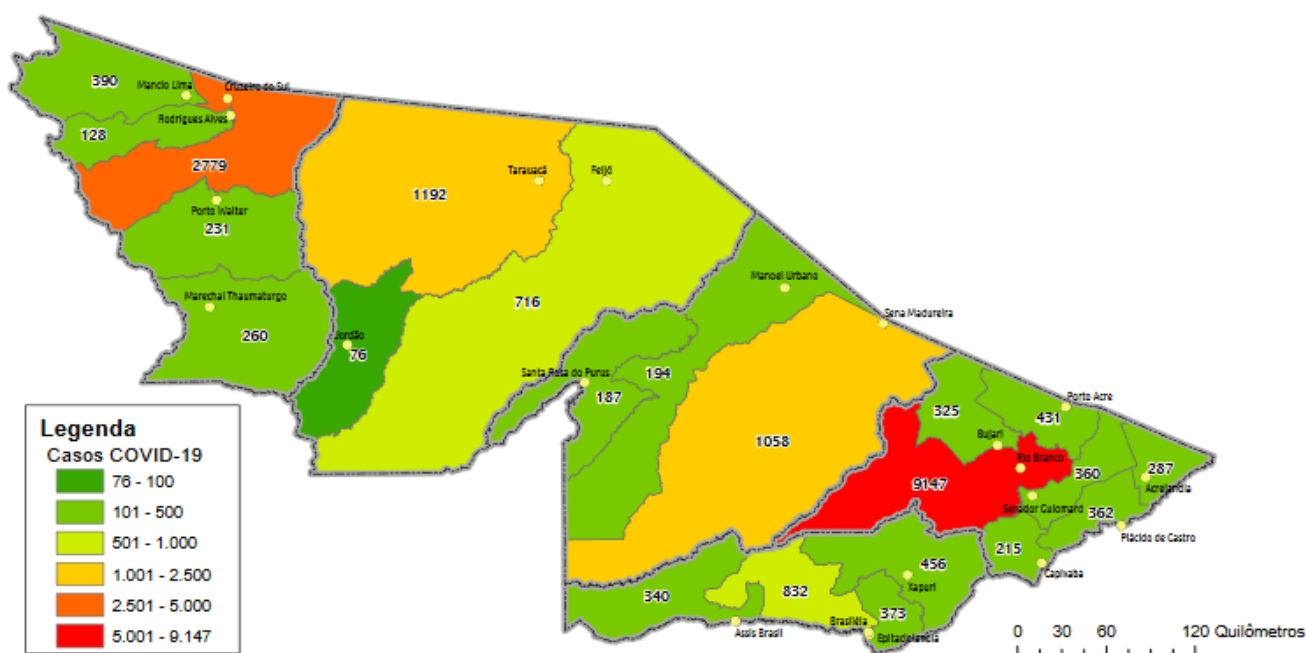 390
Mancio Lima
Cruzeiro do Sul
Rodrigues Alves
128
2779
Porto Walter
231
Marechal Thaumaturgo
260
1192
Tarauacá
Feijó
716
Jordão
76
Manoel Urbano
Sena Madureira
Santa Rosa do Purus
194
187
1058
325
431
Porto Acre
Bujari
Rio Branco
9147
360
287
Acrelandia
Senador Guiomard
362
Plácido de Castro
215
Capixaba
456
Xapuri
340
832
373
Assis Brasil
Brasiléia
Epitaciolancia
Legenda
Casos COVID-19
76 - 100
101 - 500
501 - 1.000
1.001 - 2.500
2.501 - 5.000
5.001 - 9.147
0 30 60 120 Quilômetros